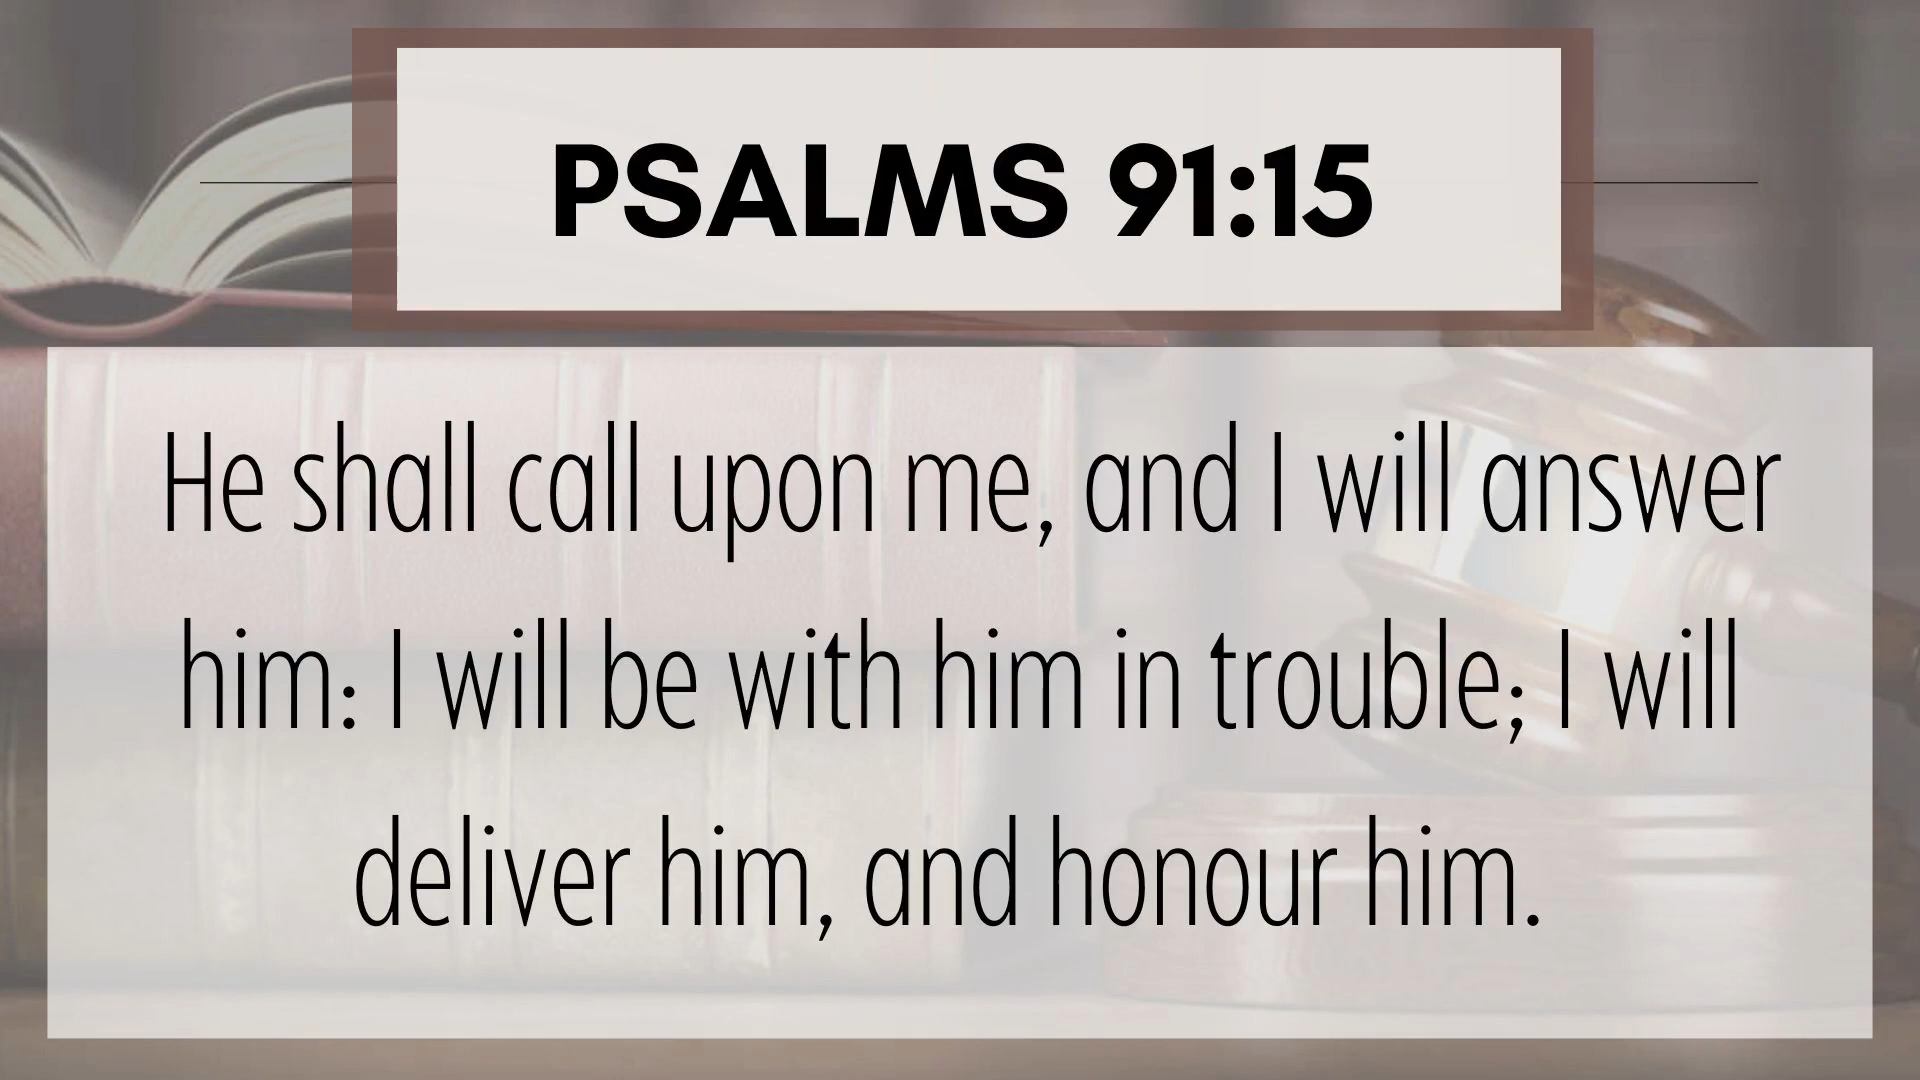 PSALMS 91:15
He shall call upon me, and I will answer
him: I will be with him in trouble; I will
deliver him, and honour him.